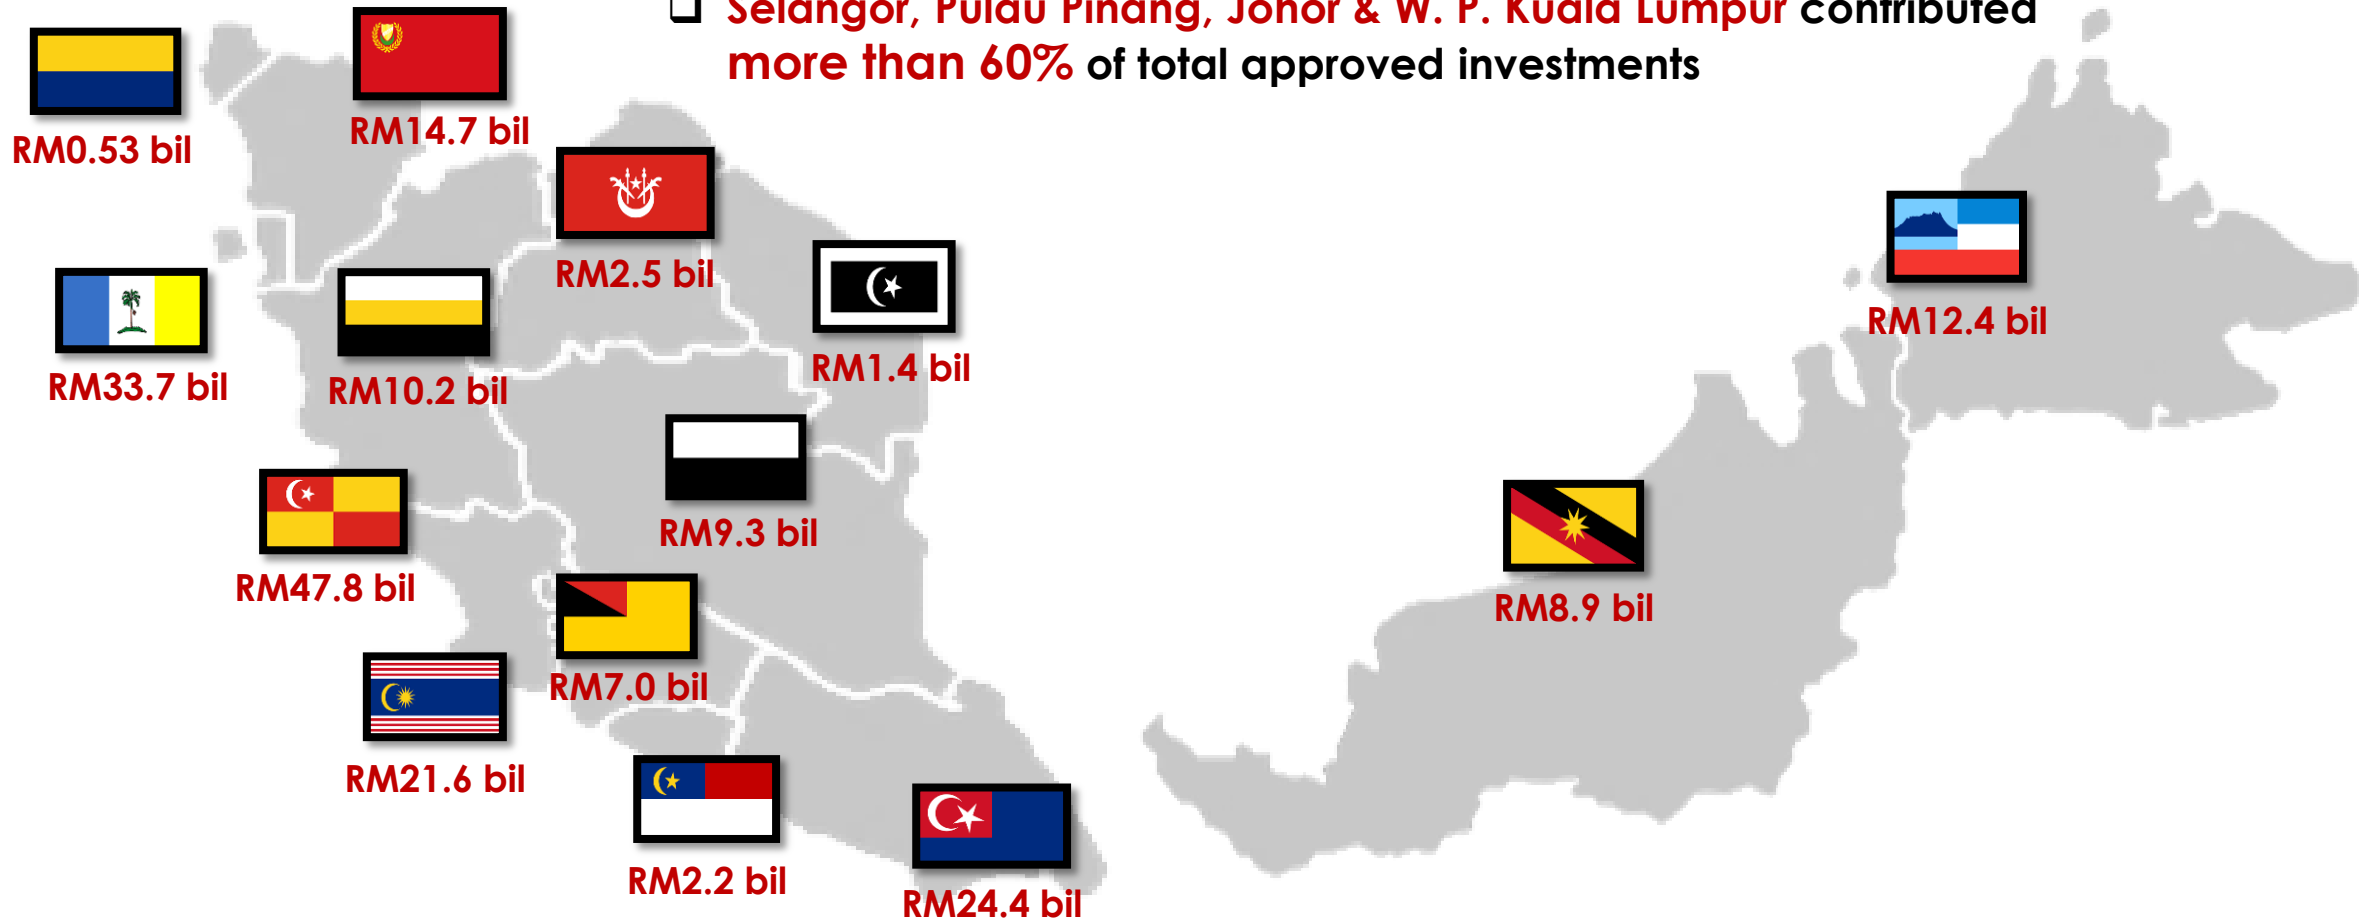 ❑ Selangor, Pulau Pinang, Johor & W. P. Kuala Lumpur contributed
more than 60% of total approved investments
RM0.53 bil
RM14.7 bil
RM2.5 bil
RM1.4 bil
RM33.7 bil
RM10.2 bil
RM9.3 bil
RM47.8 bil
RM7.0 bil
RM21.6 bil
RM2.2 bil
RM24.4 bil
RM12.4 bil
RM8.9 bil